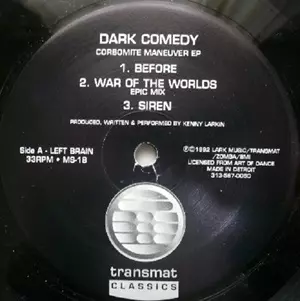 DARK COMEDY
CORBOMITE MANEUVER EP
1. BEFORE
2. WAR OF THE WORLDS
EPIC MIX
3. SIREN
PRODUCED, WRITTEN & PERFORMED BY KENNY LARKIN
Side A - LEFT BRAIN
33RPM • MS-18
℗©1992 LARK MUSIC/TRANSMAT
/ZOMBA/BMI
LICENSED FROM ART OF DANCE
MADE IN DETROIT
313-567-0080
transmat
CLASSICS